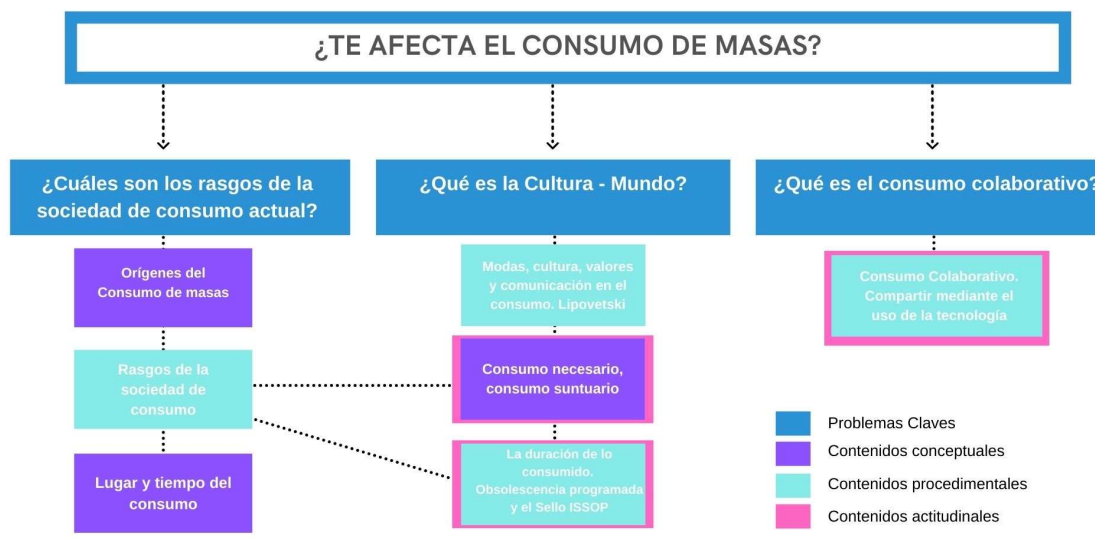 ¿TE AFECTA EL CONSUMO DE MASAS?
¿Cuáles son los rasgos de la
sociedad de consumo actual?
Orígenes del
Consumo de masas
Rasgos de la
sociedad de
consumo
Lugar y tiempo del
consumo
¿Qué es la Cultura - Mundo?
Modas, cultura, valores
y comunicación en el
consumo. Lipovetski
Consumo necesario,
consumo suntuario
La duración de lo
consumido.
Obsolescencia programada
y el Sello ISSOP
¿Qué es el consumo colaborativo?
Consumo Colaborativo.
Compartir mediante el
uso de la tecnología
Problemas Claves
Contenidos conceptuales
Contenidos procedimentales
Contenidos actitudinales